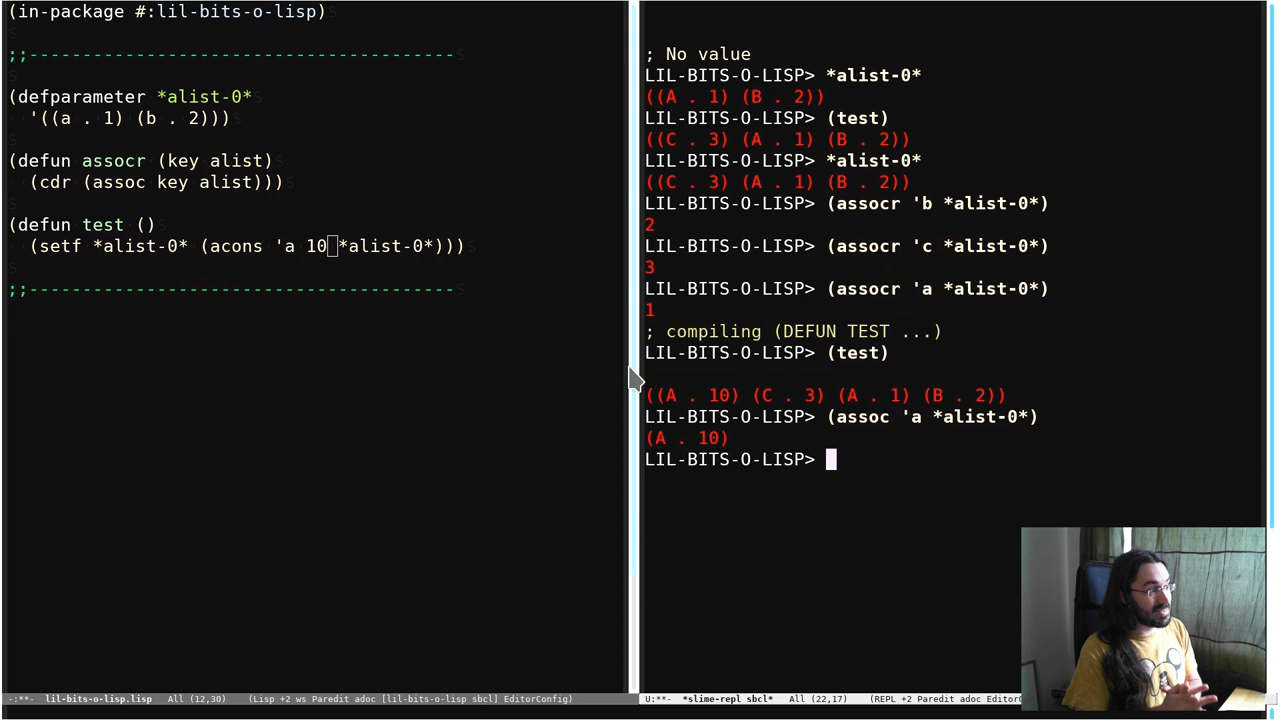 (in-package #:lil-bits-o-lisp)
;;----------------------------------------
(defparameter *alist-0*
'((a . 1) (b . 2)))
(defun assocr (key alist)
(cdr (assoc key alist)))
(defun test ()
(setf *alist-0* (acons 'a 10 *alist-0*)))
;;----------------------------------------
-:**- lil-bits-o-lisp.lisp All (12,30) (Lisp +2 ws Paredit adoc [lil-bits-o-lisp sbcl] EditorConfig)
; No value
LIL-BITS-O-LISP> *alist-0*
((A . 1) (B . 2))
LIL-BITS-O-LISP> (test)
((C . 3) (A . 1) (B . 2))
LIL-BITS-O-LISP> *alist-0*
((C . 3) (A . 1) (B . 2))
LIL-BITS-O-LISP> (assocr 'b *alist-0*)
2
LIL-BITS-O-LISP> (assocr 'c *alist-0*)
3
LIL-BITS-O-LISP> (assocr 'a *alist-0*)
1
; compiling (DEFUN TEST ...)
LIL-BITS-O-LISP> (test)
((A . 10) (C . 3) (A . 1) (B . 2))
LIL-BITS-O-LISP> (assoc 'a *alist-0*)
(A . 10)
LIL-BITS-O-LISP>
U:**- *slime-repl sbcl* All (22,17) (REPL +2 Paredit adoc EditorC